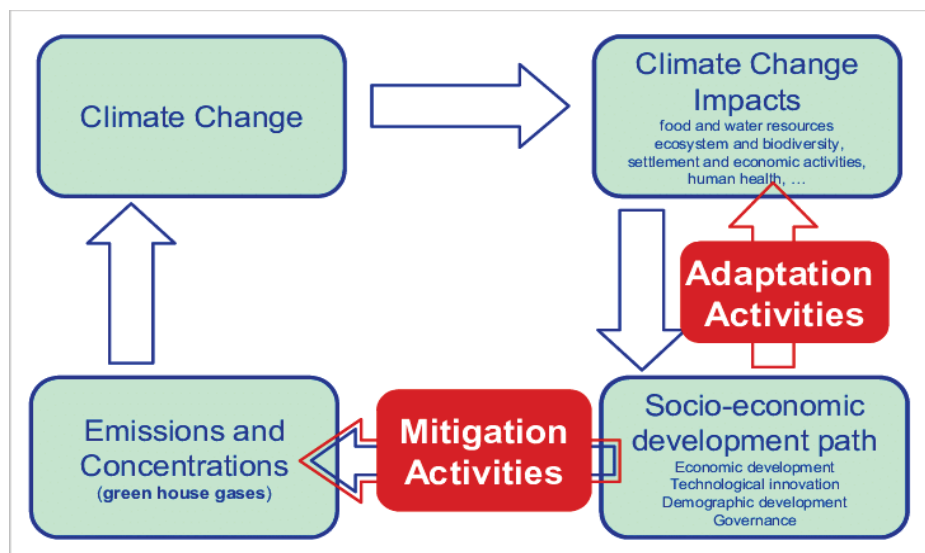 Climate Change
Climate Change
Impacts
food and water resources
ecosystem and biodiversity,
settlement and economic activities,
human health, ...
Adaptation
Activities
Emissions and
Concentrations
(green house gases)
Mitigation
Activities
Socio-economic
development path
Economic development
Technological innovation
Demographic development
Governance